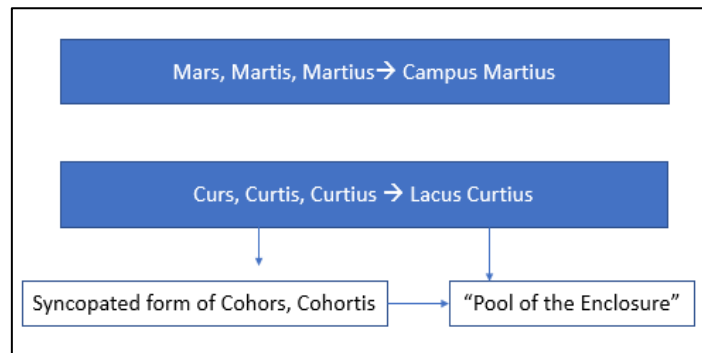 Mars, Martis, Martius→ Campus Martius
Curs, Curtis, Curtius → Lacus Curtius
Syncopated form of Cohors, Cohortis
“Pool of the Enclosure”